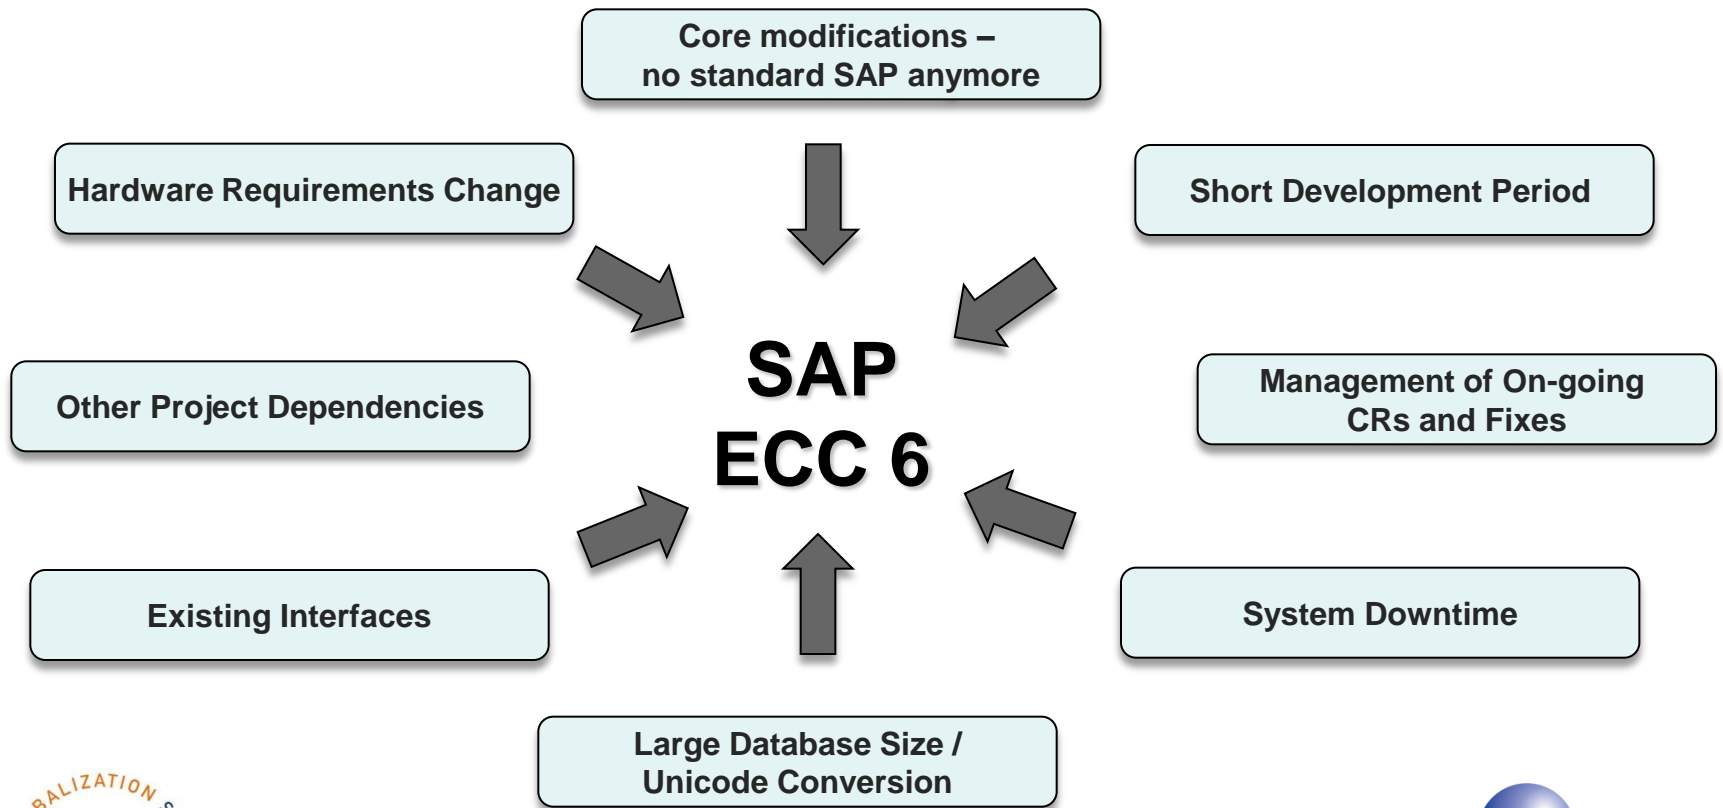 Core modifications –
no standard SAP anymore
Hardware Requirements Change
Short Development Period
SAP
ECC 6
Other Project Dependencies
Management of On-going
CRs and Fixes
Existing Interfaces
System Downtime
Large Database Size /
Unicode Conversion